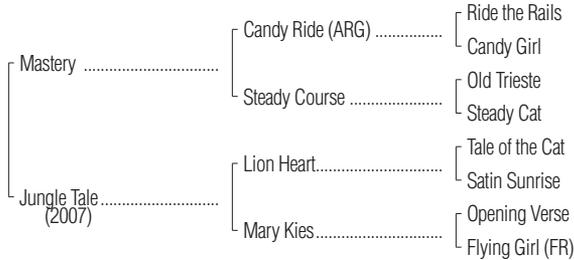 Ride the Rails
Candy Ride (ARG) ................
Candy Girl
Mastery ................................
Old Trieste
Steady Course ......................
Steady Cat
Tale of the Cat
Lion Heart..............................
Satin Sunrise
Jungle Tale ............................
(2007)
Opening Verse
Mary Kies..............................
Flying Girl (FR)